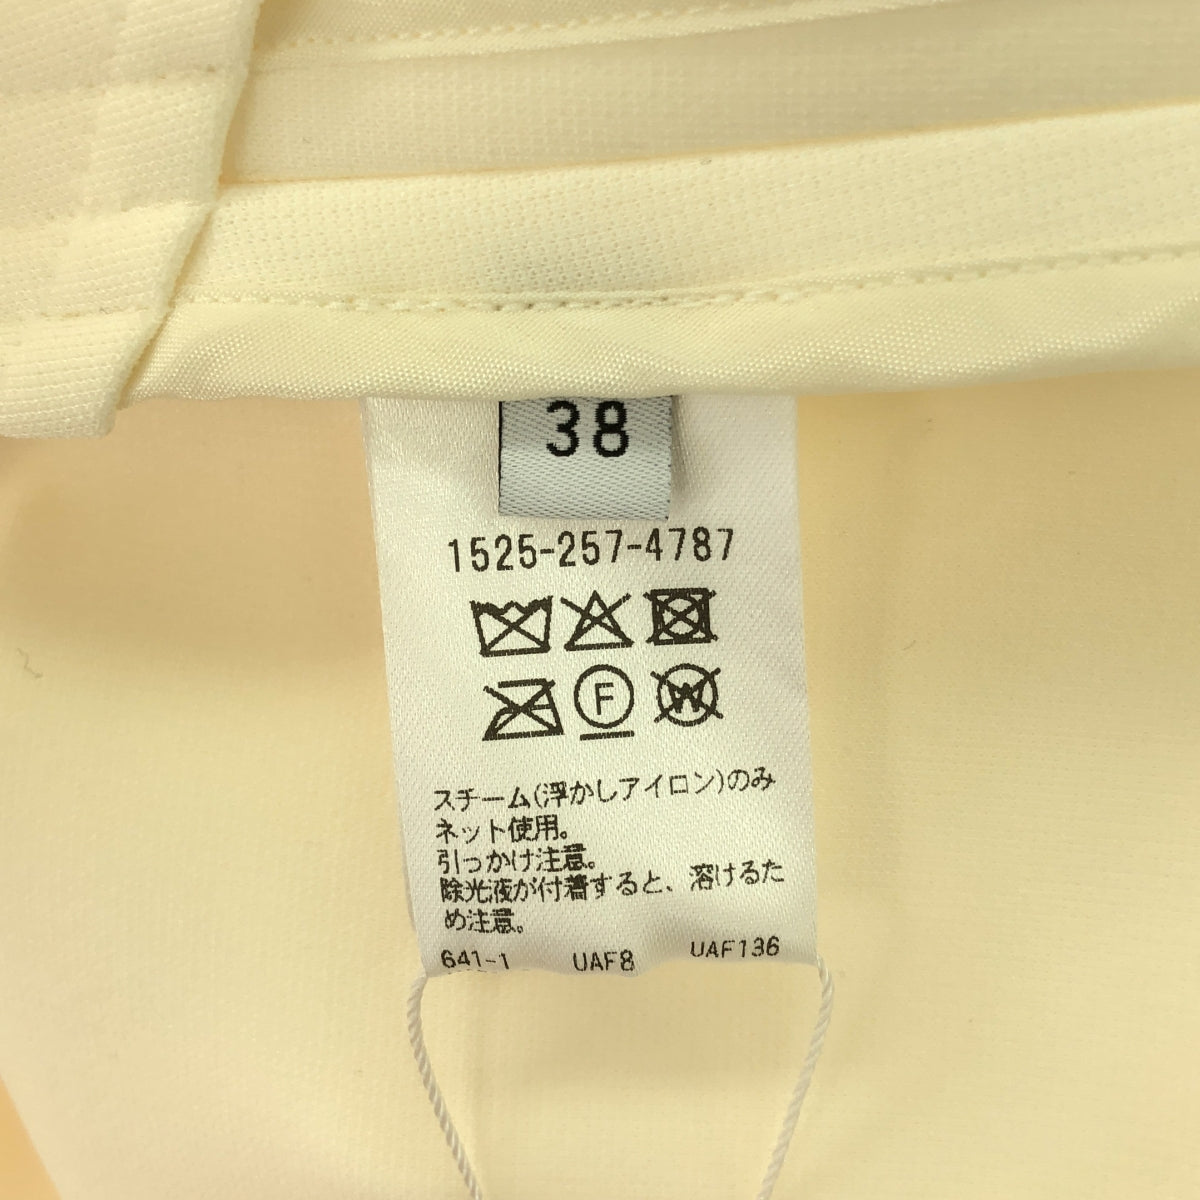 38
1525-257-4787
F
W
スチーム(浮かしアイロン)のみ
ネット使用。
引っかけ注意。
除光液が付着すると、溶けるた
め注意。
641-1 UAF8 UAF136